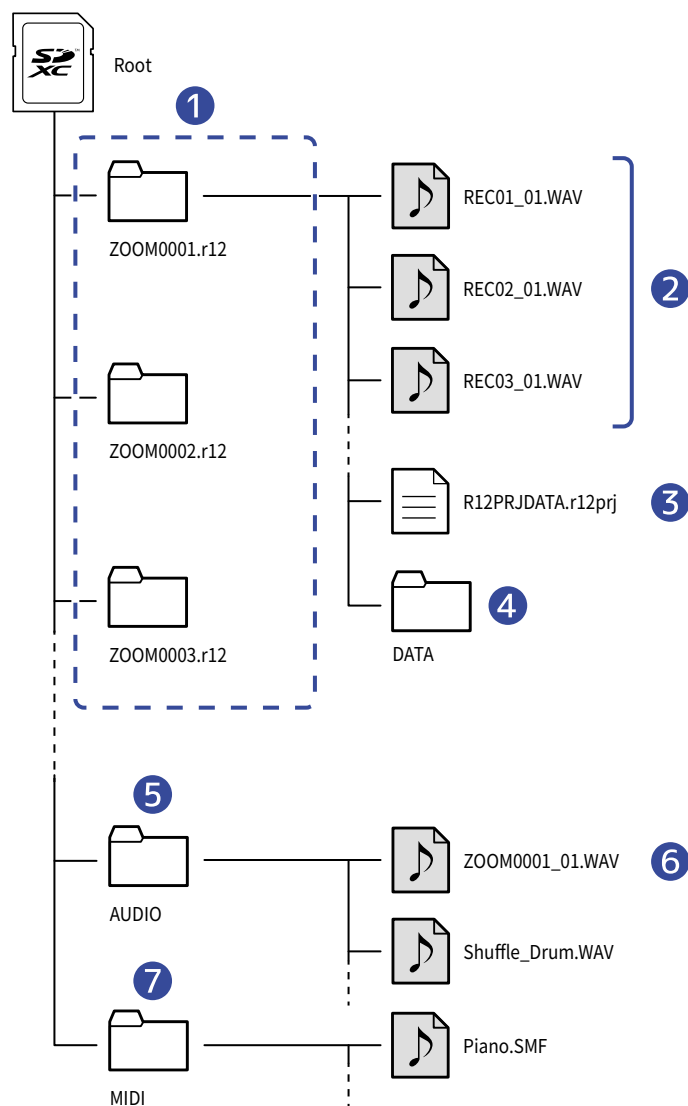 SD XC ™
Root
1
ZOOM0001.r12
REC01_01.WAV
REC02_01.WAV
2
REC03_01.WAV
ZOOM0002.r12
R12PRJDATA.r12prj
3
ZOOM0003.r12
4
DATA
5
AUDIO
ZOOM0001_01.WAV
6
Shuffle_Drum.WAV
7
MIDI
Piano.SMF